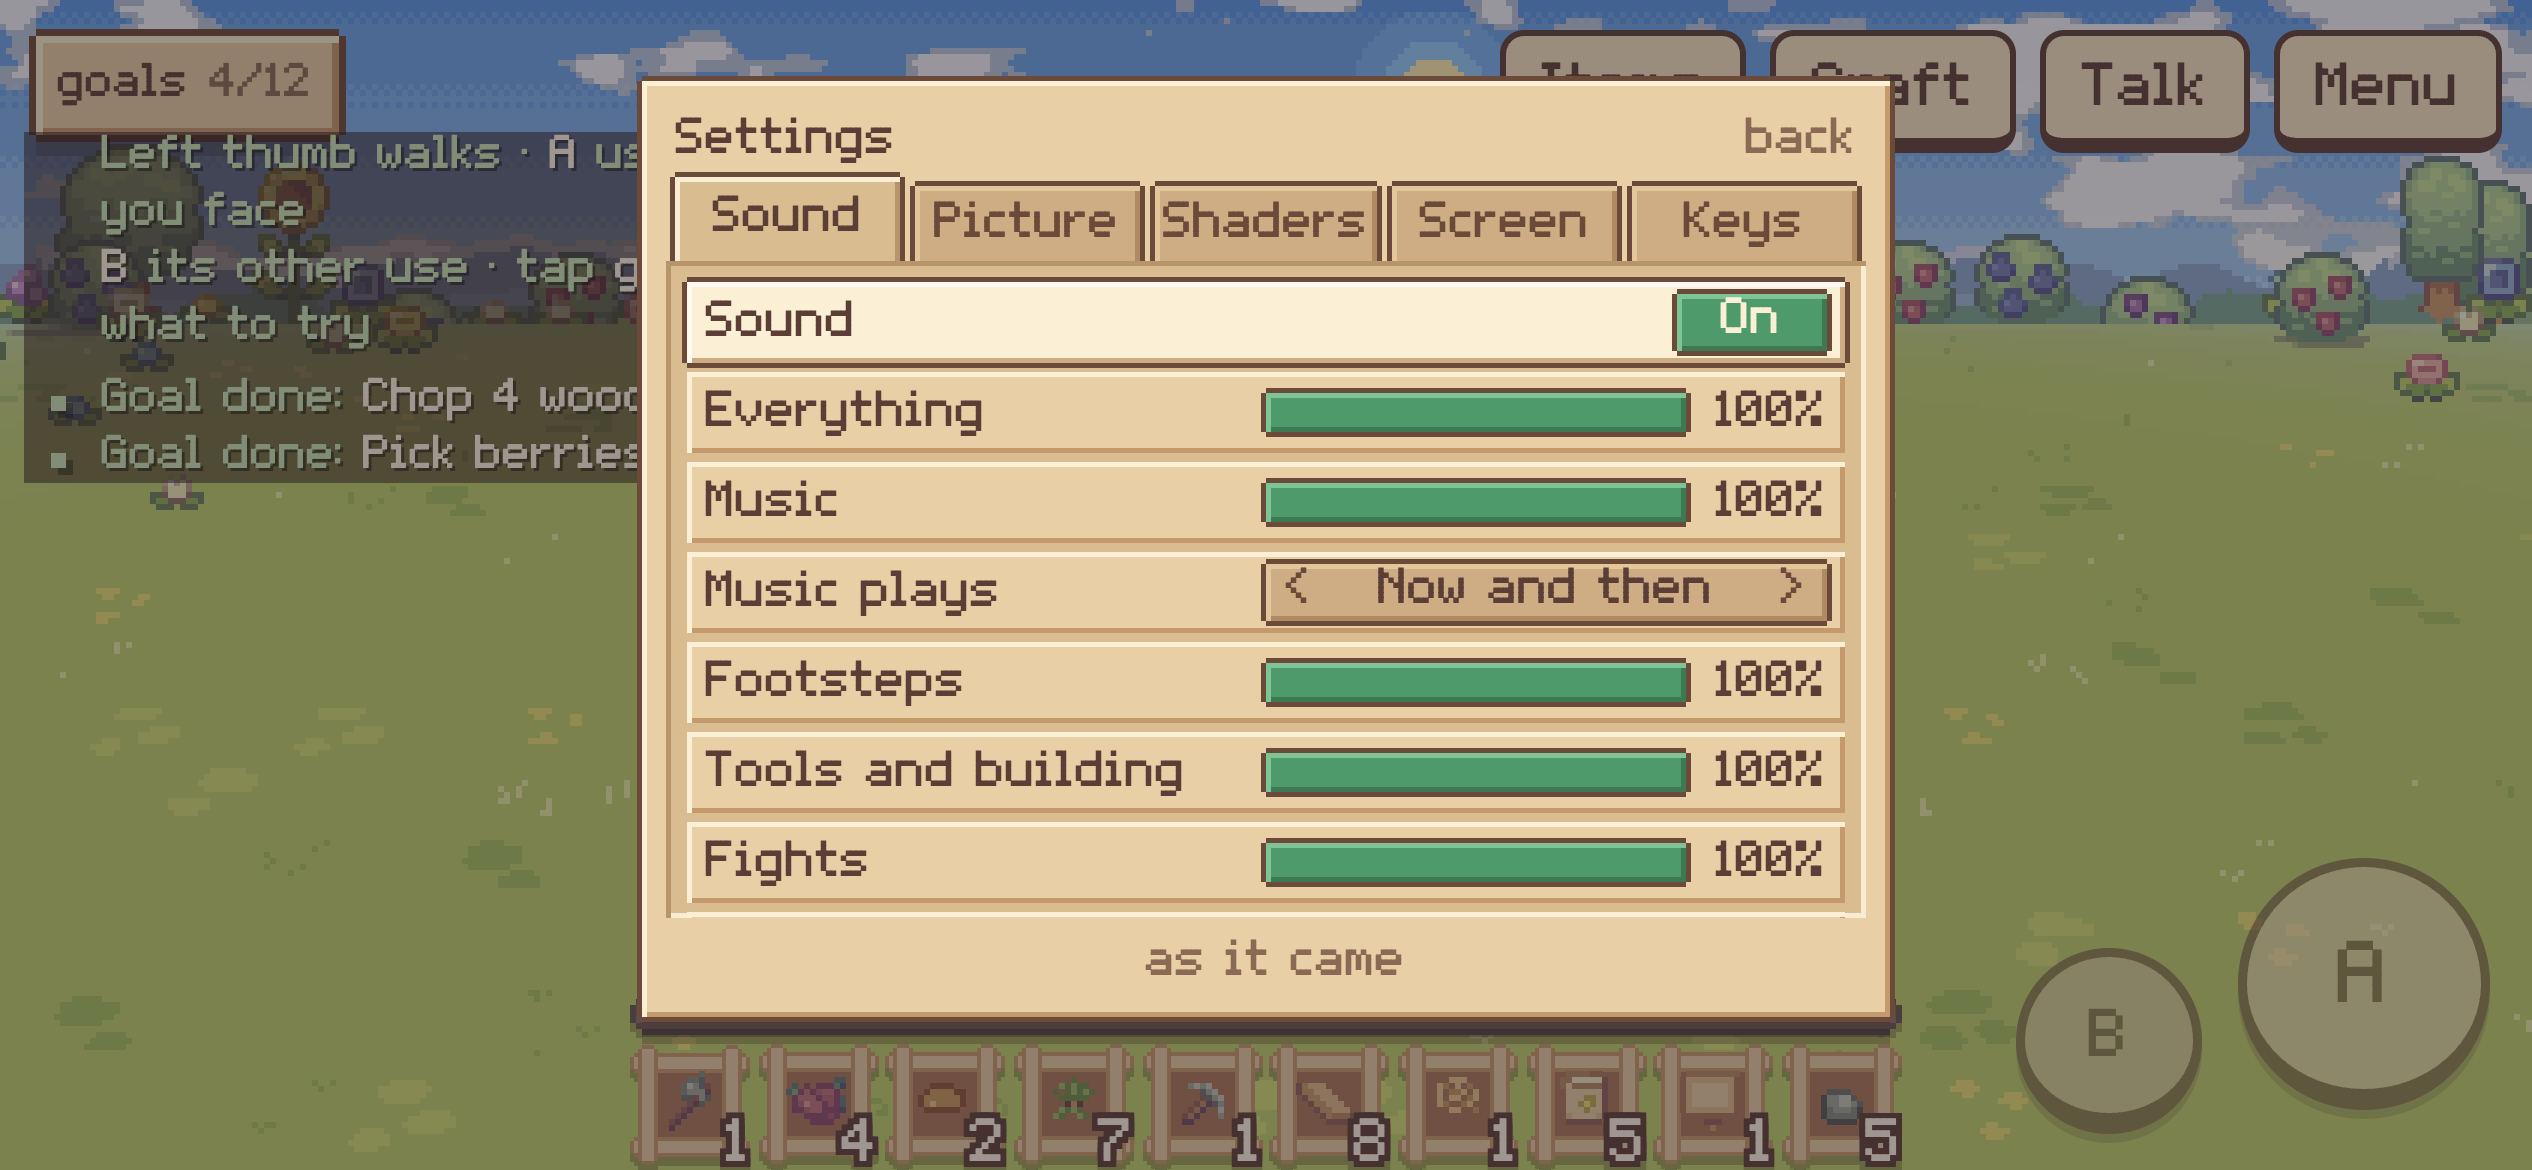 goals 4/12
Craft
Talk
Menu
Left thumb walks · A us
you face
B its other use · tap g
what to try
Goal done: Chop 4 wood
Goal done: Pick berries
Settings
back
Sound
Picture
Shaders
Screen
Keys
Sound
On
Everything
100%
Music
100%
Music plays
< Now and then >
Footsteps
100%
Tools and building
100%
Fights
100%
as it came
B
A
1
4
2
7
1
8
1
5
1
5